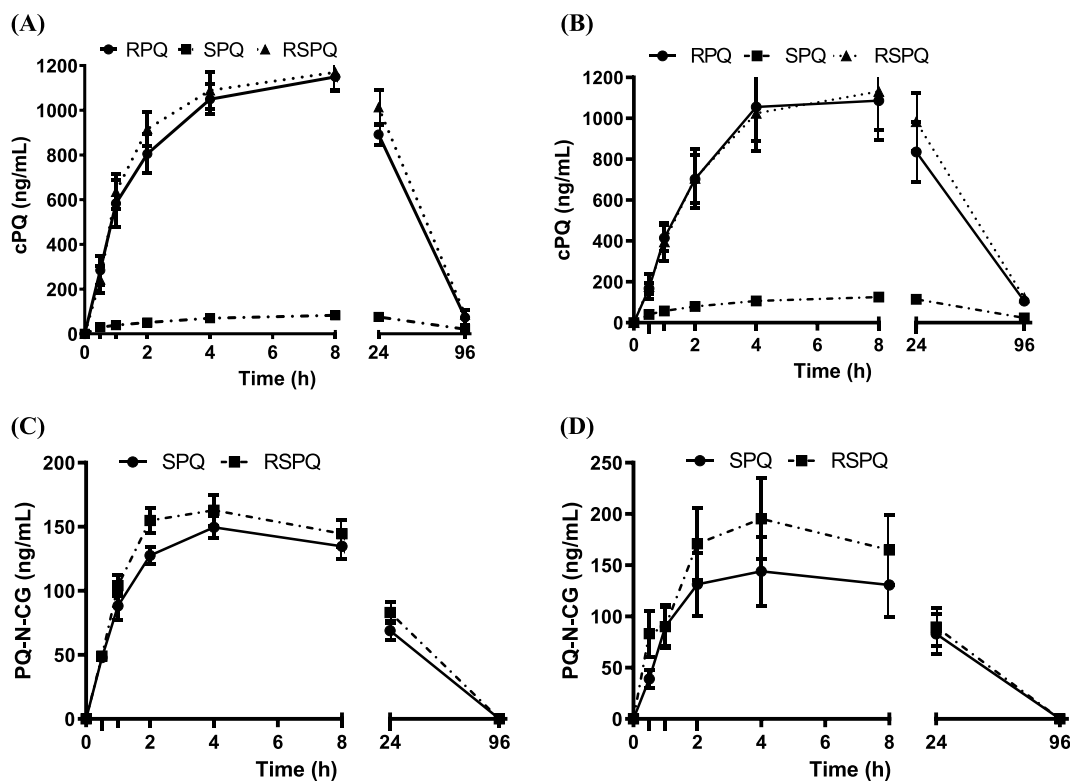 (A)
RPQ SPQ RSPQ
cPQ (ng/mL)
1200
1000
800
600
400
200
0
0 2 4 6 8 24 96
Time (h)
(B)
RPQ SPQ RSPQ
cPQ (ng/mL)
1200
1000
800
600
400
200
0
0 2 4 6 8 24 96
Time (h)
(C)
SPQ RSPQ
PQ-N-CG (ng/mL)
200
150
100
50
0
0 2 4 6 8 24 96
Time (h)
(D)
SPQ RSPQ
PQ-N-CG (ng/mL)
250
200
150
100
50
0
0 2 4 6 8 24 96
Time (h)